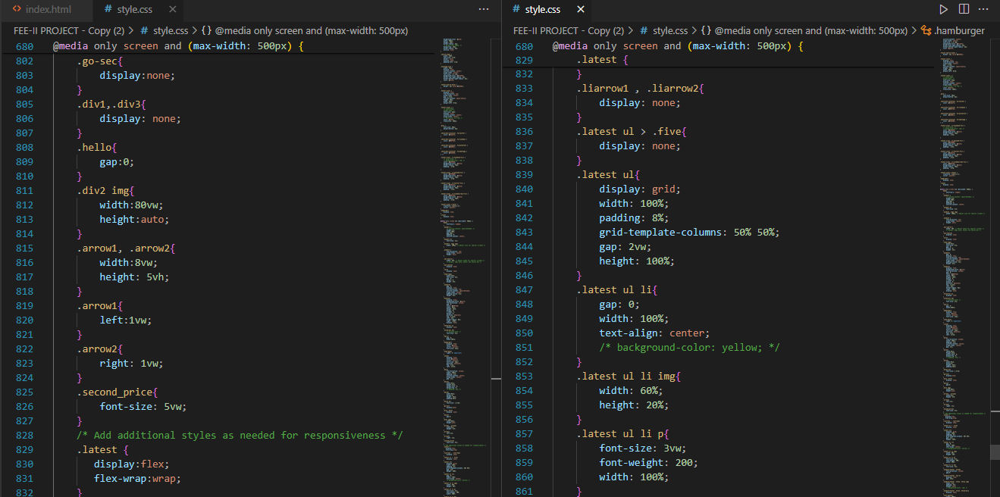 index.html
# style.css ✕
···
FEE-II PROJECT - Copy (2) > # style.css > { } @media only screen and (max-width: 500px)
680 @media only screen and (max-width: 500px) {
802 .go-sec{
803 display:none;
804 }
805 .div1,.div3{
806 display: none;
807 }
808 .hello{
809 gap:0;
810 }
811 .div2 img{
812 width:80vw;
813 height:auto;
814 }
815 .arrow1, .arrow2{
816 width:8vw;
817 height: 5vh;
818 }
819 .arrow1{
820 left:1vw;
821 }
822 .arrow2{
823 right: 1vw;
824 }
825 .second_price{
826 font-size: 5vw;
827 }
828 /* Add additional styles as needed for responsiveness */
829 .latest {
830 display:flex;
831 flex-wrap:wrap;
832 }
# style.css ✕
···
FEE-II PROJECT - Copy (2) > # style.css > { } @media only screen and (max-width: 500px) > .hamburger
680 @media only screen and (max-width: 500px) {
829 .latest {
832 }
833 .liarrow1 , .liarrow2{
834 display: none;
835 }
836 .latest ul > .five{
837 display: none;
838 }
839 .latest ul{
840 display: grid;
841 width: 100%;
842 padding: 8%;
843 grid-template-columns: 50% 50%;
844 gap: 2vw;
845 height: 100%;
846 }
847 .latest ul li{
848 gap: 0;
849 width: 100%;
850 text-align: center;
851 /* background-color: yellow; */
852 }
853 .latest ul li img{
854 width: 60%;
855 height: 20%;
856 }
857 .latest ul li p{
858 font-size: 3vw;
859 font-weight: 200;
860 width: 100%;
861 }